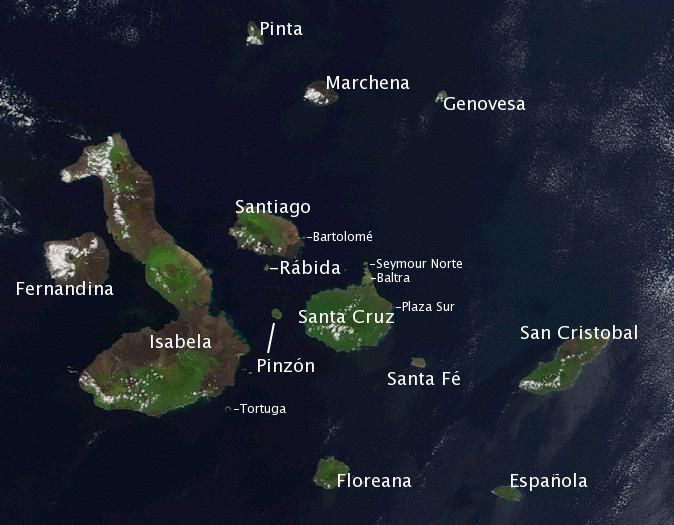 Pinta
Marchena
Genovesa
Santiago
-Bartolomé
-Rábida
-Seymour Norte
-Baltra
Fernandina
-Plaza Sur
Santa Cruz
San Cristobal
Isabela
Pinzón
Santa Fé
-Tortuga
Floreana
Española